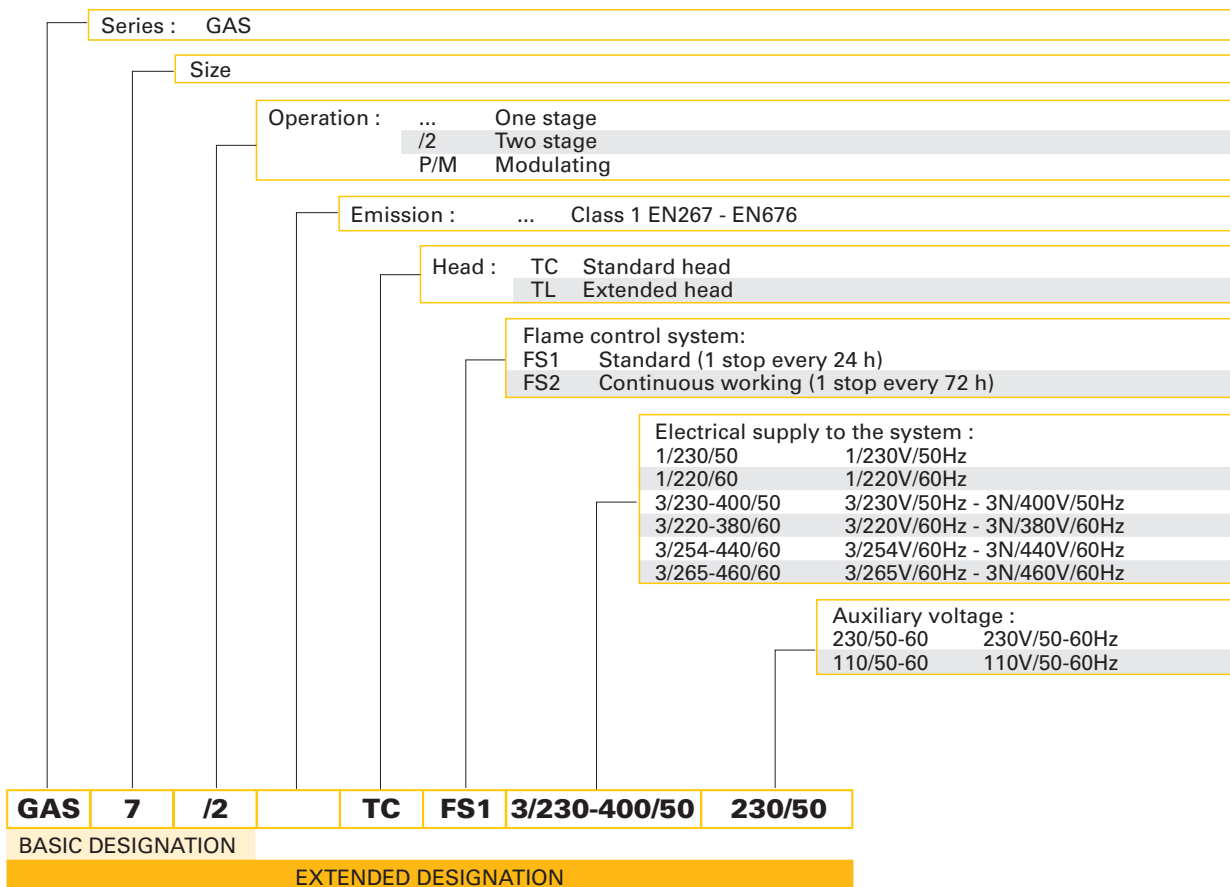 Series : GAS
Size
Operation : ... One stage
/2 Two stage
P/M Modulating
Emission : ... Class 1 EN267 - EN676
Head : TC Standard head
TL Extended head
Flame control system:
FS1 Standard (1 stop every 24 h)
FS2 Continuous working (1 stop every 72 h)
Electrical supply to the system :
1/230/50 1/230V/50Hz
1/220/60 1/220V/60Hz
3/230-400/50 3/230V/50Hz - 3N/400V/50Hz
3/220-380/60 3/220V/60Hz - 3N/380V/60Hz
3/254-440/60 3/254V/60Hz - 3N/440V/60Hz
3/265-460/60 3/265V/60Hz - 3N/460V/60Hz
Auxiliary voltage :
230/50-60 230V/50-60Hz
110/50-60 110V/50-60Hz
GAS 7 /2 TC FS1 3/230-400/50 230/50
BASIC DESIGNATION
EXTENDED DESIGNATION